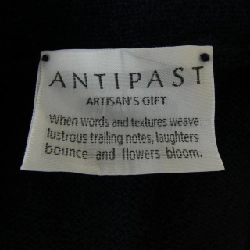 ANTIPAST
ARTISAN'S GIFT
When words and textures weave
lustrous trailing notes, laughters
bounce and flowers bloom.